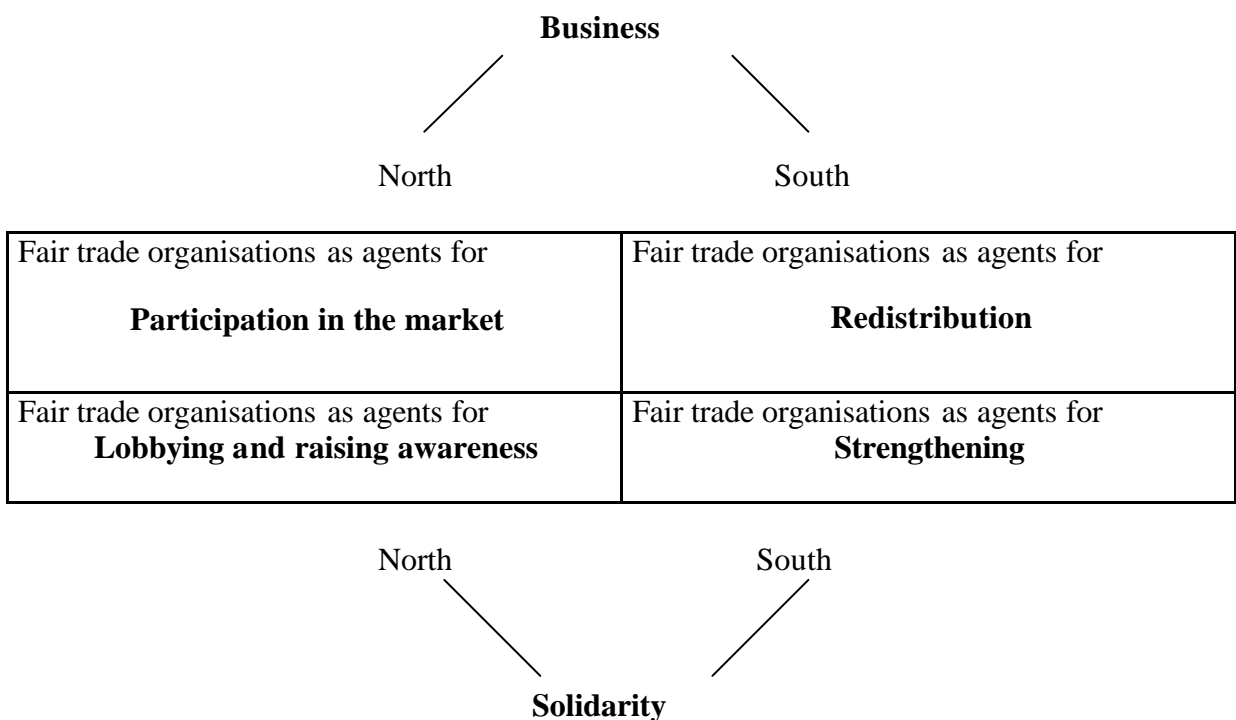 Business
North South
Fair trade organisations as agents for
Participation in the market
Fair trade organisations as agents for
Redistribution
Fair trade organisations as agents for
Lobbying and raising awareness
Fair trade organisations as agents for
Strengthening
North South
Solidarity